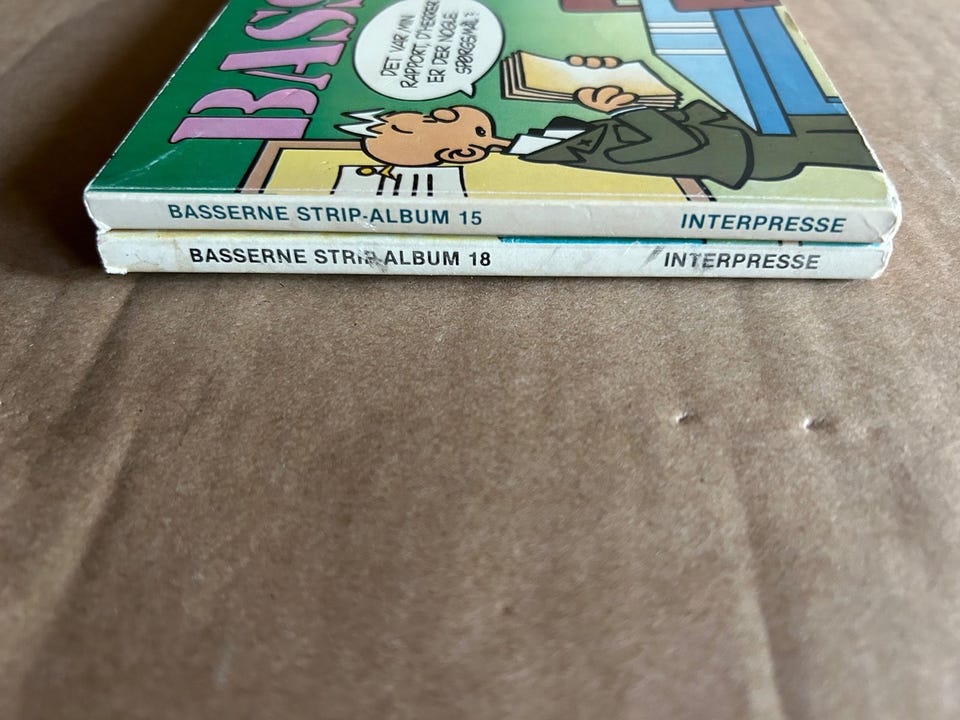 BASS
DET VAR MIN
RAPPORT, D'HERRER
ER DER NOGLE
SPØRGSMÅL?
BASSERNE STRIP-ALBUM 15 INTERPRESSE
BASSERNE STRIP-ALBUM 18 INTERPRESSE